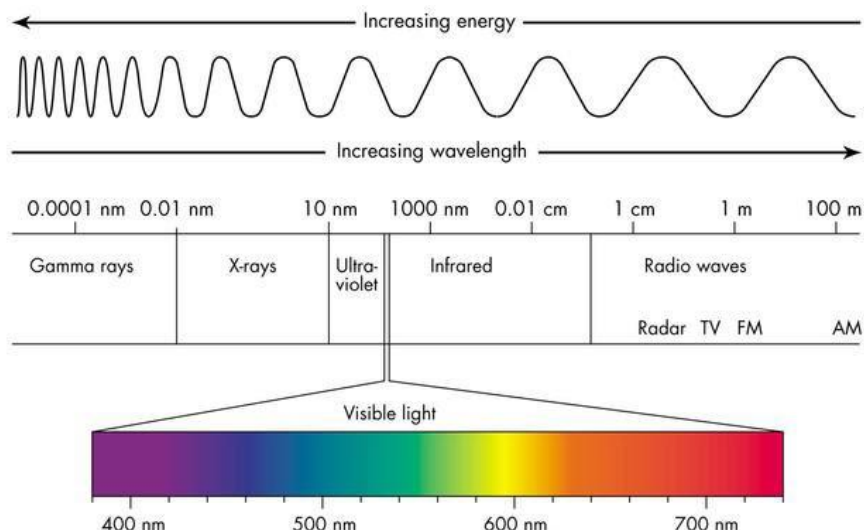 Increasing energy
Increasing wavelength
0.0001 nm 0.01 nm 10 nm 1000 nm 0.01 cm 1 cm 1 m 100 m
Gamma rays X-rays Ultra- Infrared Radio waves
violet
Radar TV FM AM
Visible light
400 nm 500 nm 600 nm 700 nm